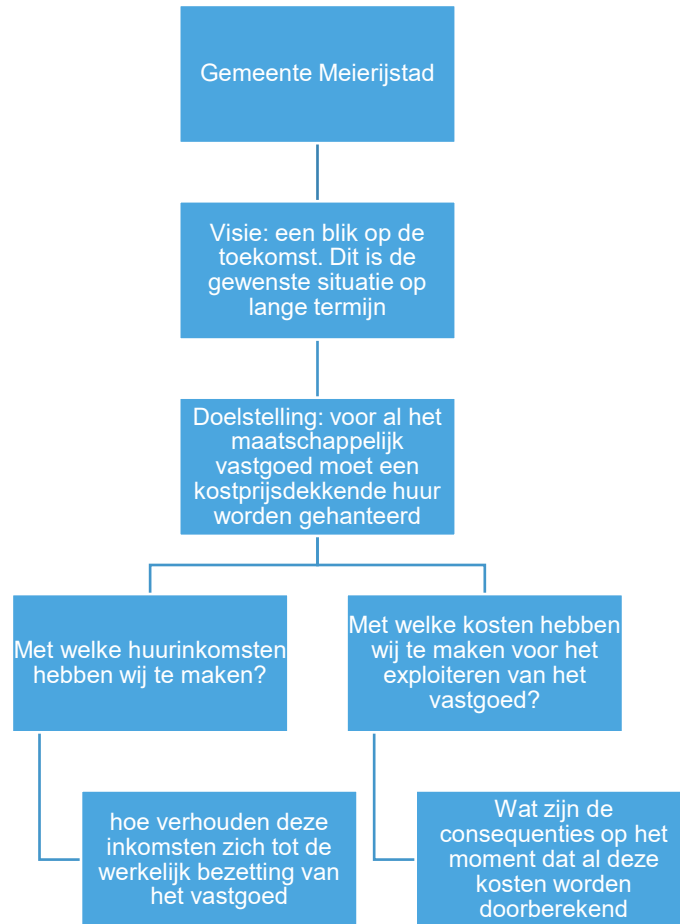 Gemeente Meierijstad
Visie: een blik op de
toekomst. Dit is de
gewenste situatie op
lange termijn
Doelstelling: voor al het
maatschappelijk
vastgoed moet een
kostprijsdekkende huur
worden gehanteerd
Met welke huurinkomsten
hebben wij te maken?
Met welke kosten hebben
wij te maken voor het
exploiteren van het
vastgoed?
hoe verhouden deze
inkomsten zich tot de
werkelijk bezetting van
het vastgoed
Wat zijn de
consequenties op het
moment dat al deze
kosten worden
doorberekend